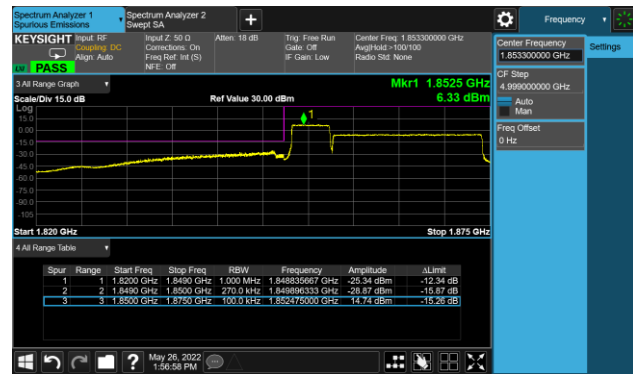 Spectrum Analyzer 1
Spurious Emissions
Spectrum Analyzer 2
Swept SA
+
Frequency
KEYSIGHT
Input: RF
Coupling: DC
Align: Auto
Input Z: 50 Ω
Corrections: On
Freq Ref: Int (S)
NFE: Off
Atten: 18 dB
Trig: Free Run
Gate: Off
IF Gain: Low
Center Freq: 1.853300000 GHz
Avg|Hold:>100/100
Radio Std: None
LM PASS
Center Frequency
1.853300000 GHz
Settings
CF Step
4.999000000 GHz
Auto
Man
Freq Offset
0 Hz
3 All Range Graph
Mkr1 1.8525 GHz
Scale/Div 15.0 dB
Ref Value 30.00 dBm
6.33 dBm
Log
15.0
0.00
-15.0
-30.0
-45.0
-60.0
-75.0
-90.0
-105
1
Start 1.820 GHz
Stop 1.875 GHz
4 All Range Table
Spur Range Start Freq Stop Freq RBW Frequency Amplitude ΔLimit
1 1 1.8200 GHz 1.8490 GHz 1.000 MHz 1.848835667 GHz -25.34 dBm -12.34 dB
2 2 1.8490 GHz 1.8500 GHz 270.0 kHz 1.849896333 GHz -28.87 dBm -15.87 dB
3 3 1.8500 GHz 1.8750 GHz 100.0 kHz 1.852475000 GHz 14.74 dBm -15.26 dB
?
May 26, 2022
1:56:58 PM